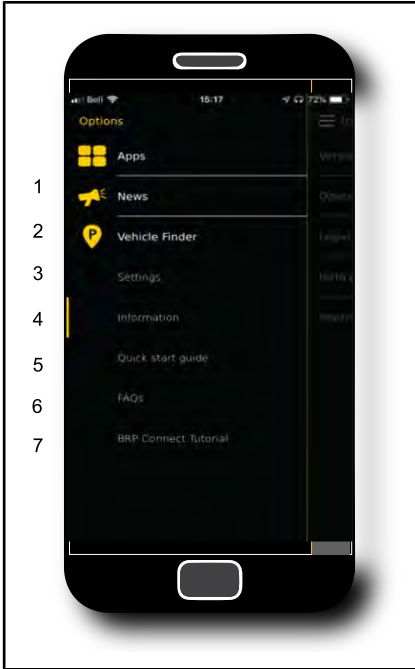 Bell 15:17 72%
Options
Apps
1 News
2 Vehicle Finder
3 Settings
4 Information
5 Quick start guide
6 FAQs
7 BRP Connect Tutorial